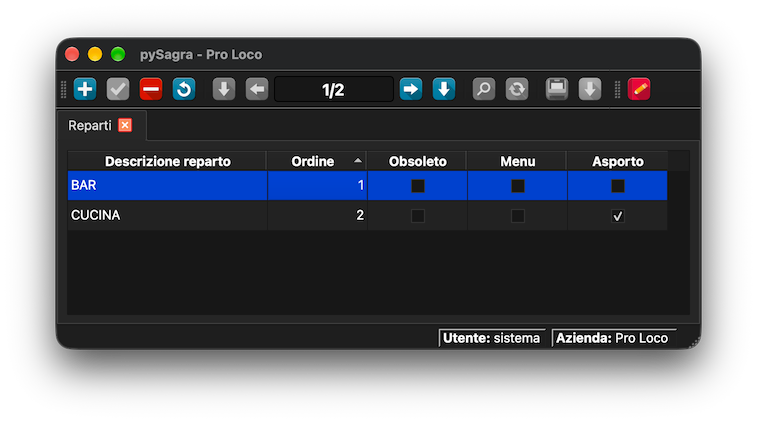 pySagra - Pro Loco
1/2
Reparti
Descrizione reparto Ordine Obsoleto Menu Asporto
BAR 1
CUCINA 2
Utente: sistema Azienda: Pro Loco